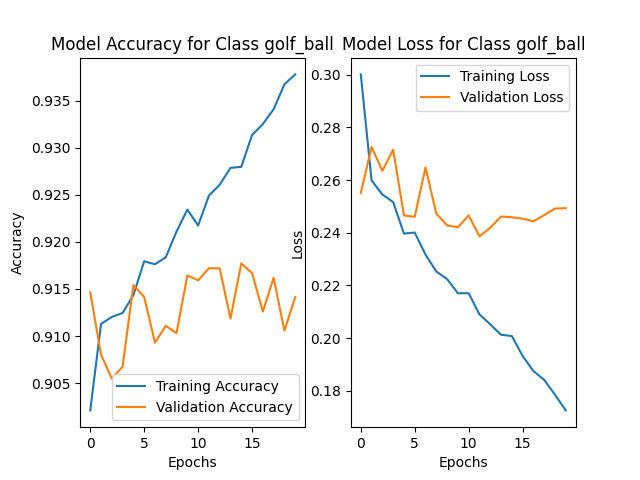 Model Accuracy for Class golf_ball
0.935
0.930
0.925
0.920
0.915
0.910
0.905
Accuracy
Training Accuracy
Validation Accuracy
0 5 10 15
Epochs
Model Loss for Class golf_ball
0.30
0.28
0.26
0.24
0.22
0.20
0.18
Loss
Training Loss
Validation Loss
0 5 10 15
Epochs